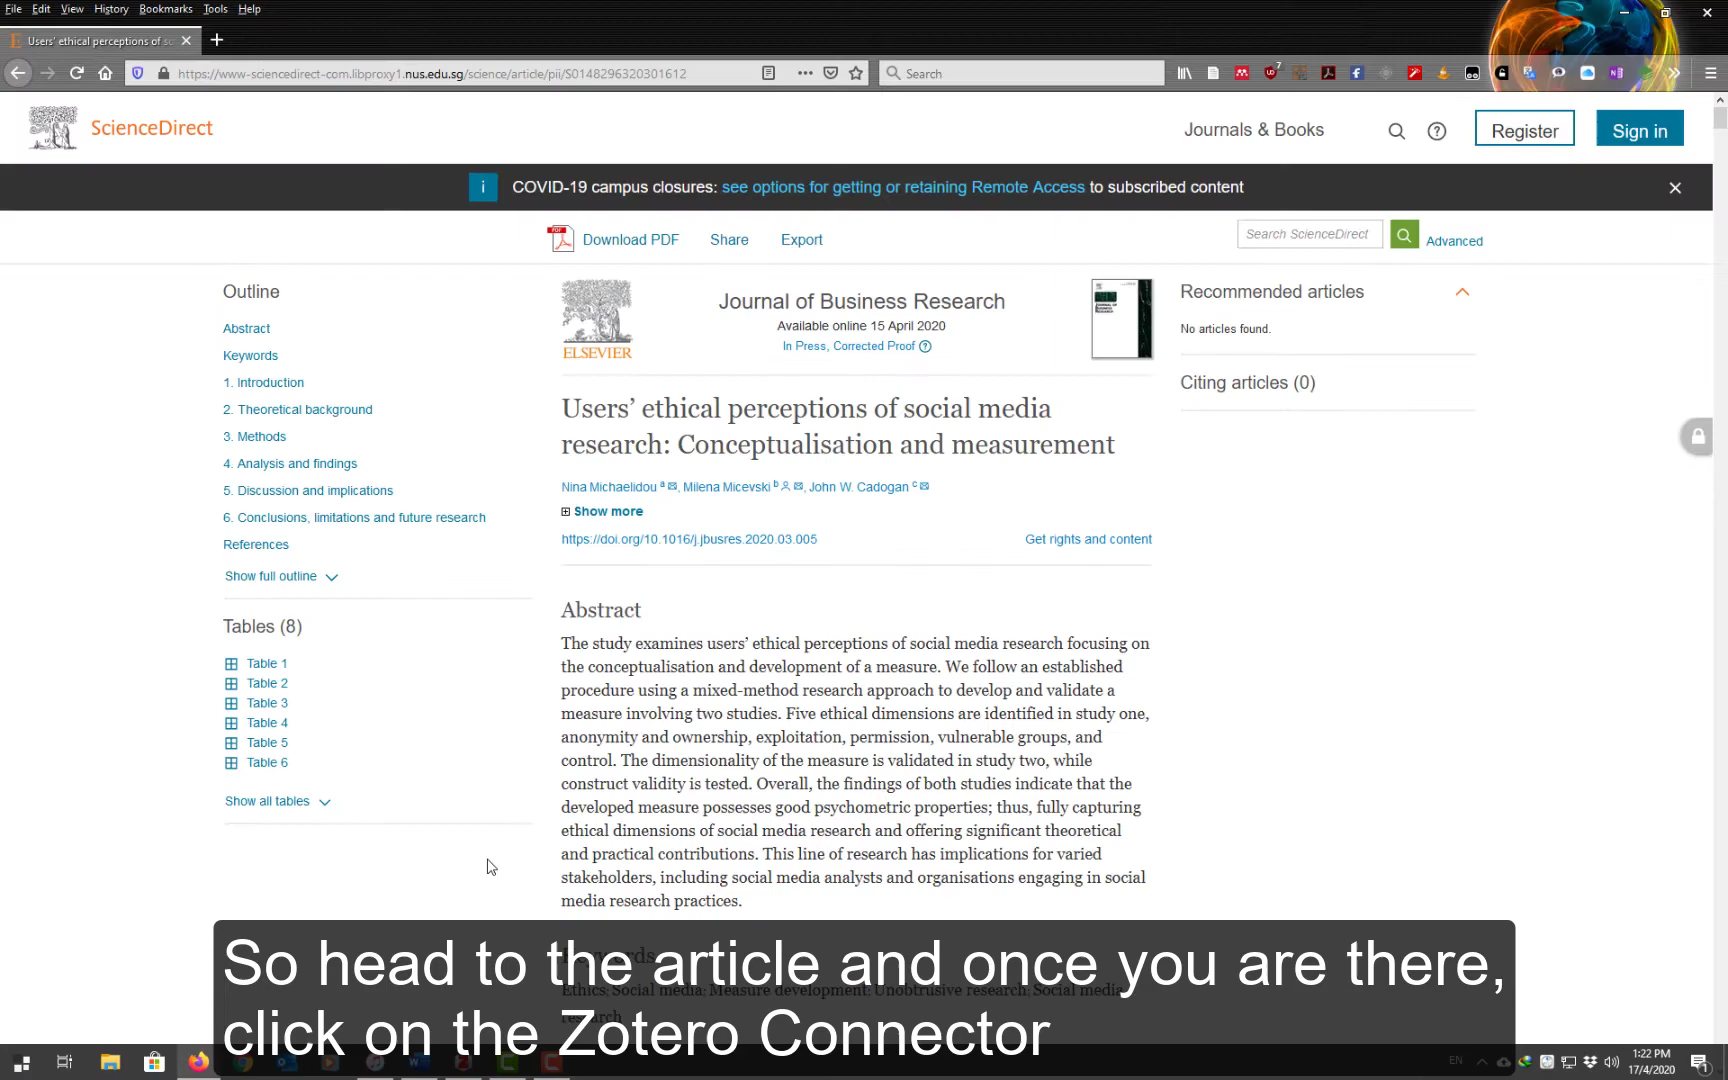 File Edit View History Bookmarks Tools Help
Users' ethical perceptions of so
https://www-sciencedirect-com.libproxy1.nus.edu.sg/science/article/pii/S0148296320301612
Search
7
ScienceDirect
Journals & Books
Register
Sign in
COVID-19 campus closures: see options for getting or retaining Remote Access to subscribed content
Download PDF Share Export
Search ScienceDirect
Advanced
Outline
Abstract
Keywords
1. Introduction
2. Theoretical background
3. Methods
4. Analysis and findings
5. Discussion and implications
6. Conclusions, limitations and future research
References
Show full outline
Tables (8)
Table 1
Table 2
Table 3
Table 4
Table 5
Table 6
Show all tables
ELSEVIER
Journal of Business Research
Available online 15 April 2020
In Press, Corrected Proof
Users' ethical perceptions of social media
research: Conceptualisation and measurement
Nina Michaelidou a, Milena Micevski b, John W. Cadogan c
Show more
https://doi.org/10.1016/j.jbusres.2020.03.005
Get rights and content
Abstract
The study examines users' ethical perceptions of social media research focusing on
the conceptualisation and development of a measure. We follow an established
procedure using a mixed-method research approach to develop and validate a
measure involving two studies. Five ethical dimensions are identified in study one,
anonymity and ownership, exploitation, permission, vulnerable groups, and
control. The dimensionality of the measure is validated in study two, while
construct validity is tested. Overall, the findings of both studies indicate that the
developed measure possesses good psychometric properties; thus, fully capturing
ethical dimensions of social media research and offering significant theoretical
and practical contributions. This line of research has implications for varied
stakeholders, including social media analysts and organisations engaging in social
media research practices.
Keywords
Ethics; Social media; Measure development; Unobtrusive research; Social media
research
Recommended articles
No articles found.
Citing articles (0)
So head to the article and once you are there,
click on the Zotero Connector
EN
1:22 PM
17/4/2020